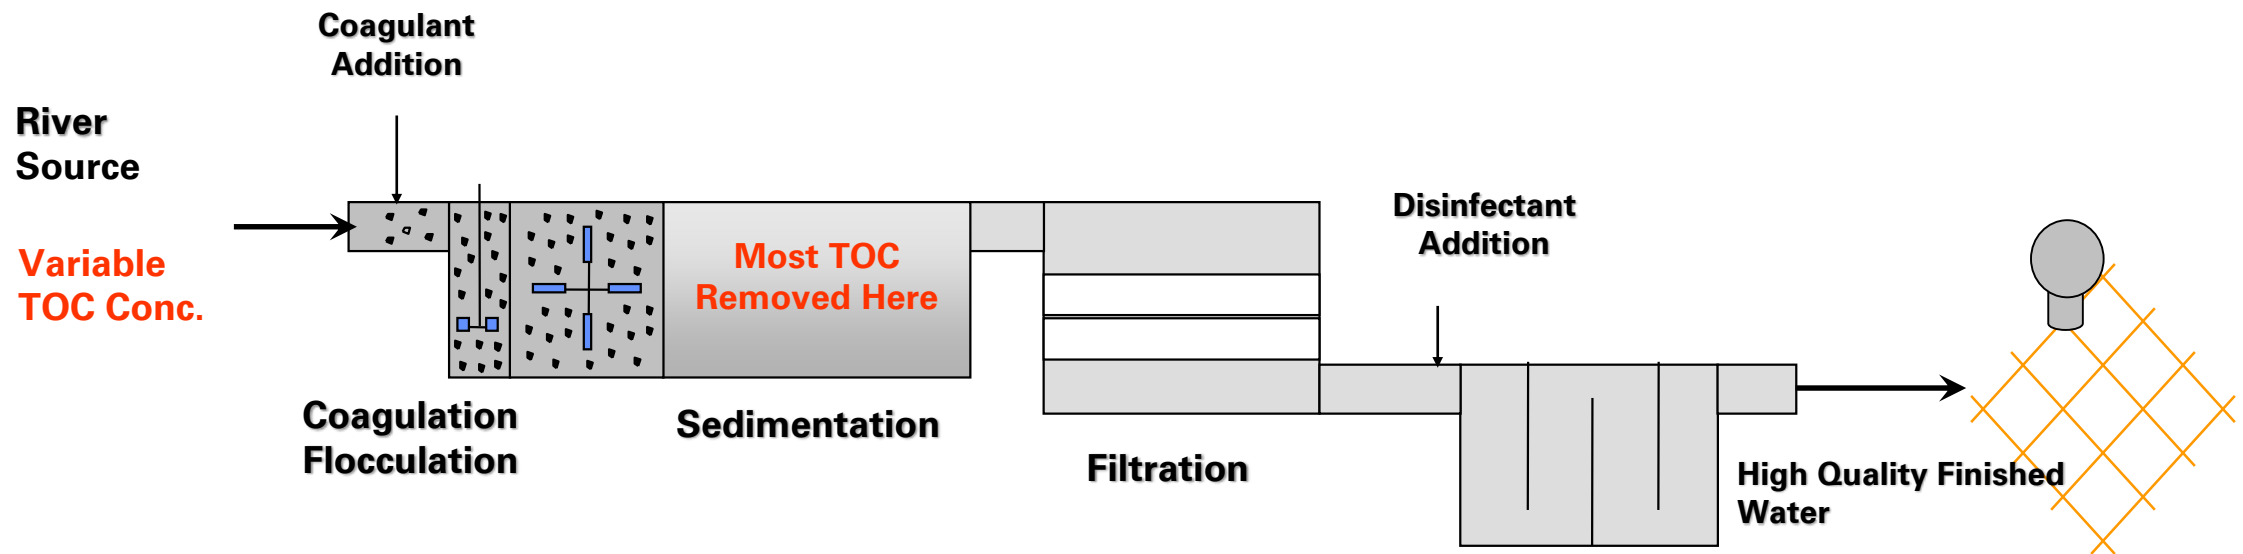 Coagulant
Addition
River
Source
Variable
TOC Conc.
Most TOC
Removed Here
Disinfectant
Addition
Coagulation
Flocculation
Sedimentation
Filtration
High Quality Finished
Water